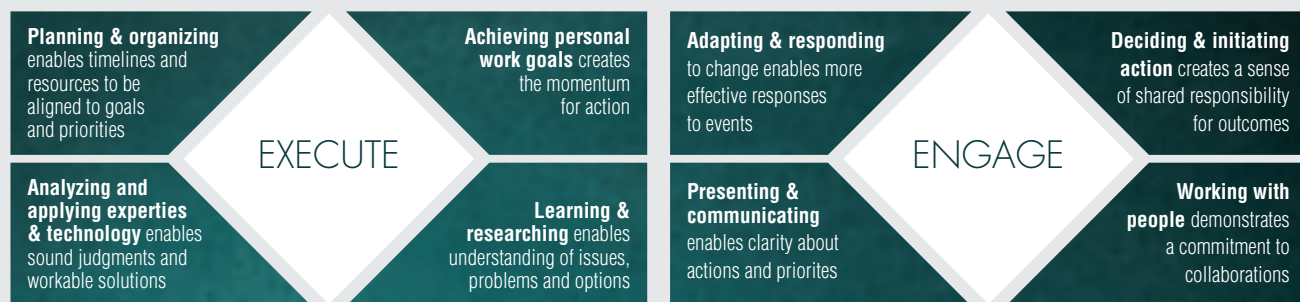 Planning & organizing
enables timelines and
resources to be
aligned to goals
and priorities
Achieving personal
work goals creates
the momentum
for action
EXECUTE
Analyzing and
applying experties
& technology enables
sound judgments and
workable solutions
Learning &
researching enables
understanding of issues,
problems and options
Adapting & responding
to change enables more
effective responses
to events
Deciding & initiating
action creates a sense
of shared responsibility
for outcomes
ENGAGE
Presenting &
communicating
enables clarity about
actions and priorites
Working with
people demonstrates
a commitment to
collaborations